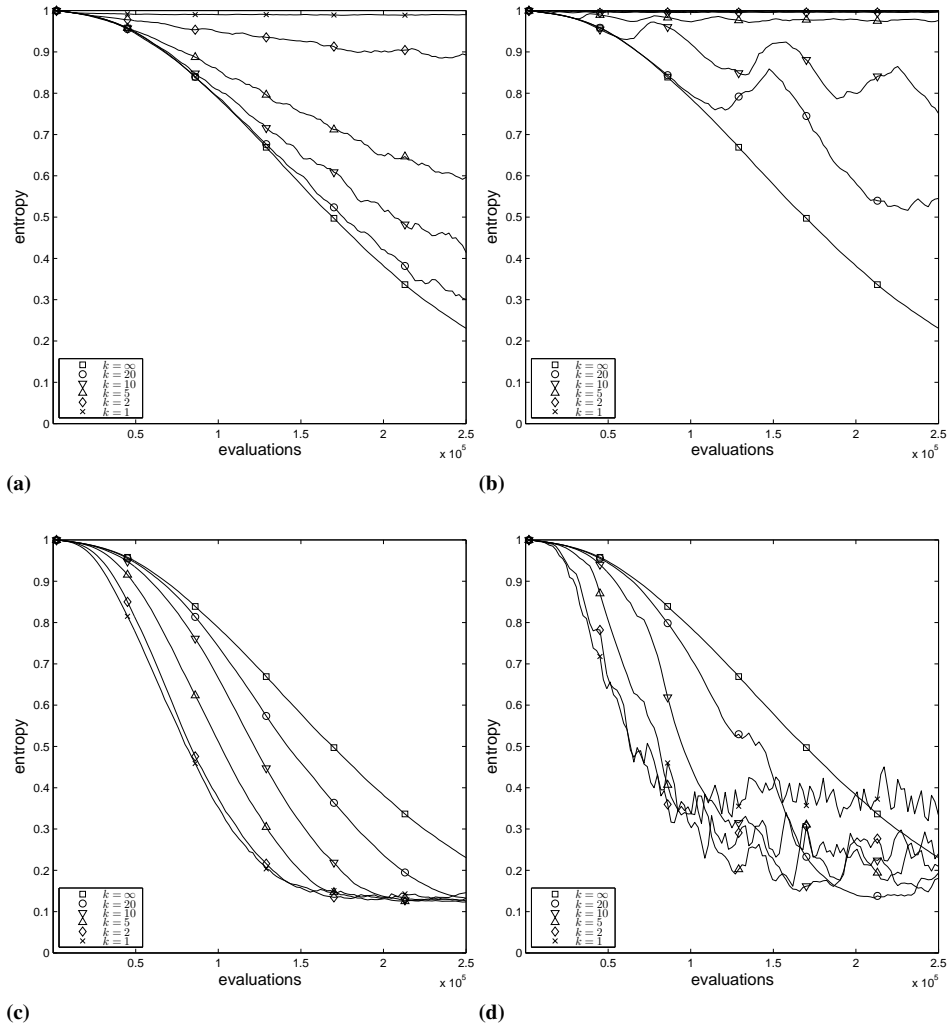 1
0.9
0.8
0.7
0.6
0.5
0.4
0.3
0.2
0.1
0
entropy
k = ∞
k = 20
k = 10
k = 5
k = 2
k = 1
0.5 1 1.5 2 2.5
evaluations
x 10^5
(a)
1
0.9
0.8
0.7
0.6
0.5
0.4
0.3
0.2
0.1
0
entropy
k = ∞
k = 20
k = 10
k = 5
k = 2
k = 1
0.5 1 1.5 2 2.5
evaluations
x 10^5
(b)
1
0.9
0.8
0.7
0.6
0.5
0.4
0.3
0.2
0.1
0
entropy
k = ∞
k = 20
k = 10
k = 5
k = 2
k = 1
0.5 1 1.5 2 2.5
evaluations
x 10^5
(c)
1
0.9
0.8
0.7
0.6
0.5
0.4
0.3
0.2
0.1
0
entropy
k = ∞
k = 20
k = 10
k = 5
k = 2
k = 1
0.5 1 1.5 2 2.5
evaluations
x 10^5
(d)